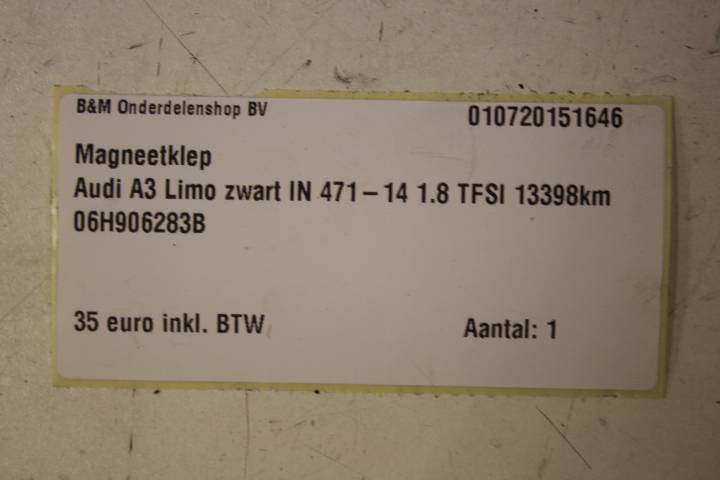 B&M Onderdelenshop BV 010720151646
Magneetklep
Audi A3 Limo zwart IN 471-14 1.8 TFSI 13398km
06H906283B
35 euro inkl. BTW Aantal: 1